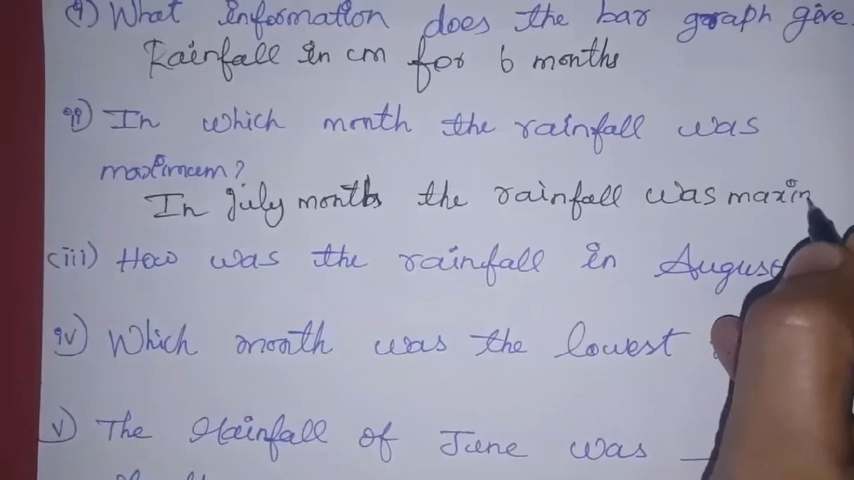 i) What information does the bar graph give.
Rainfall in cm for 6 months
ii) In which month the rainfall was
maximum?
In july month the rainfall was maxim
(iii) How was the rainfall in August
iv) Which month was the lowest
v) The Rainfall of June was __